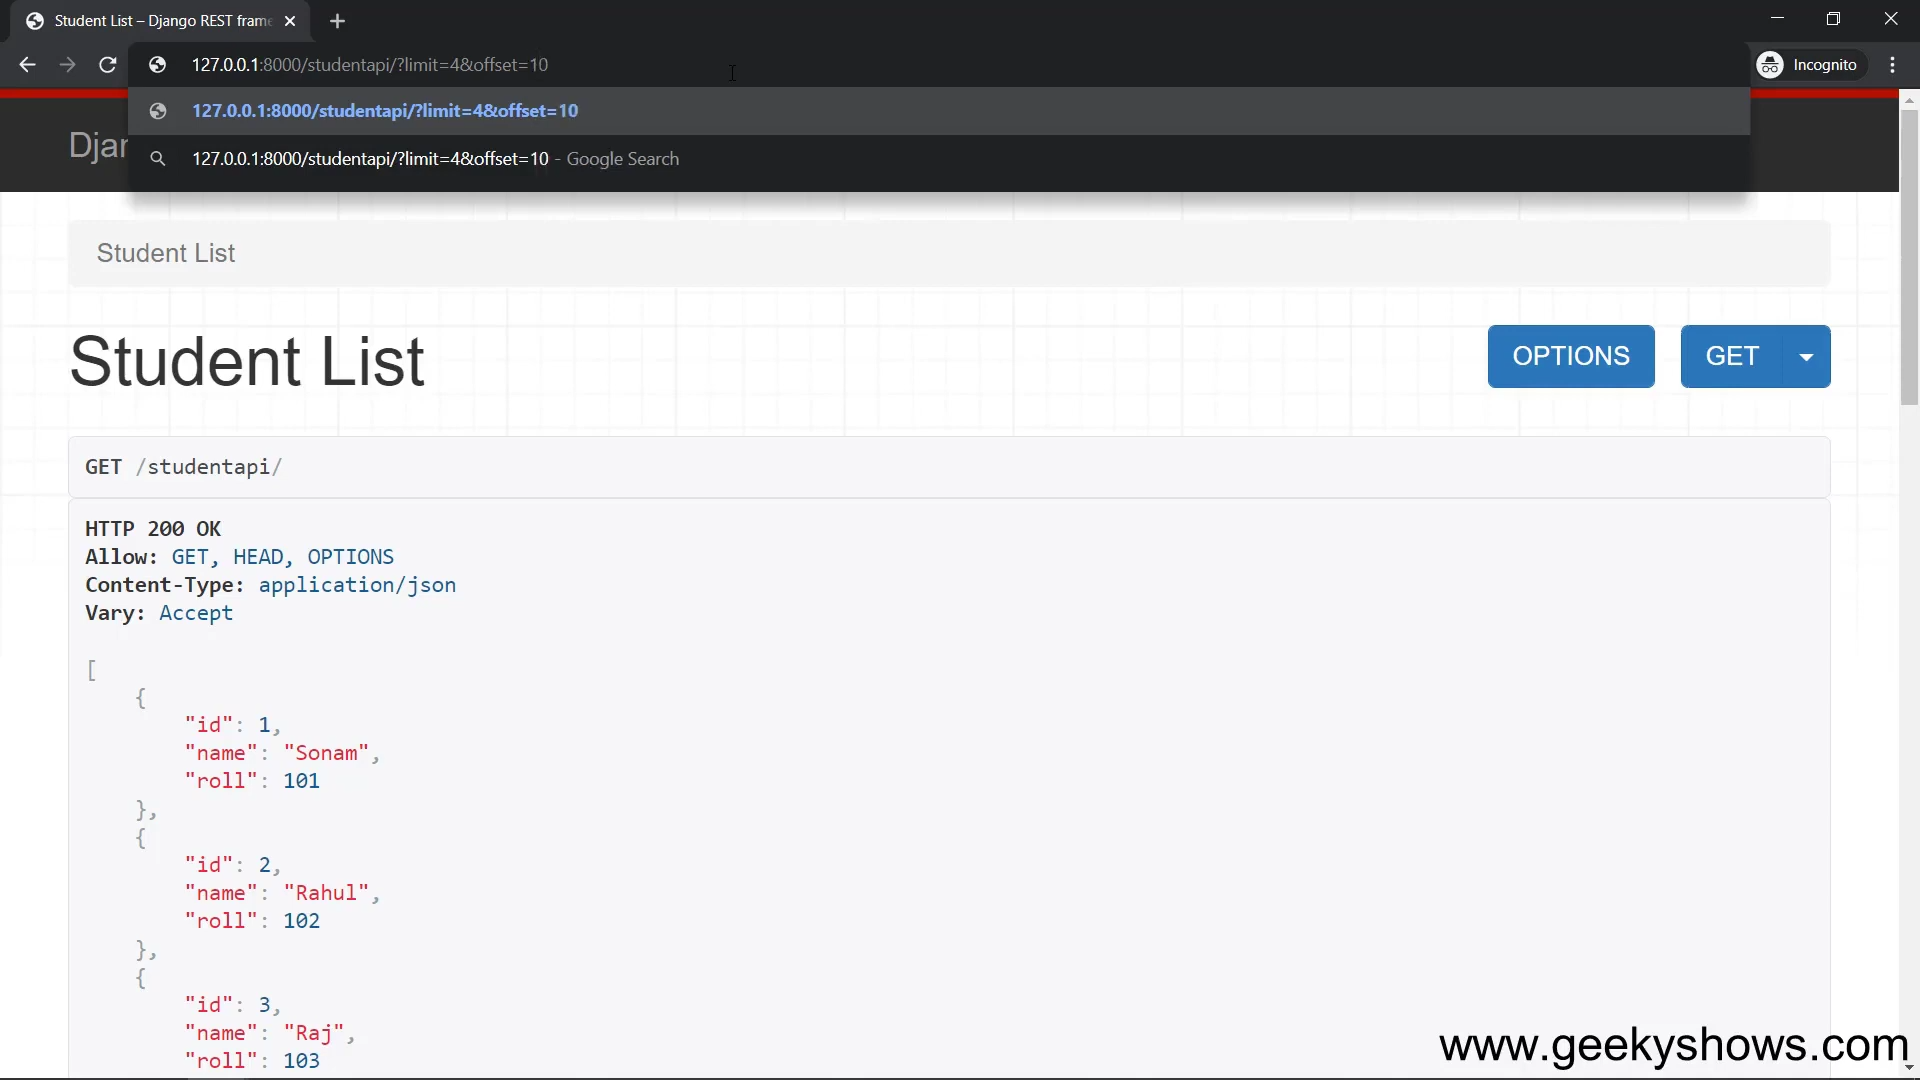 Student List – Django REST frame
127.0.0.1:8000/studentapi/?limit=4&offset=10
Incognito
127.0.0.1:8000/studentapi/?limit=4&offset=10
Djan
127.0.0.1:8000/studentapi/?limit=4&offset=10 - Google Search
Student List
Student List
OPTIONS
GET
GET /studentapi/
HTTP 200 OK
Allow: GET, HEAD, OPTIONS
Content-Type: application/json
Vary: Accept
[
{
"id": 1,
"name": "Sonam",
"roll": 101
},
{
"id": 2,
"name": "Rahul",
"roll": 102
},
{
"id": 3,
"name": "Raj",
"roll": 103
www.geekyshows.com